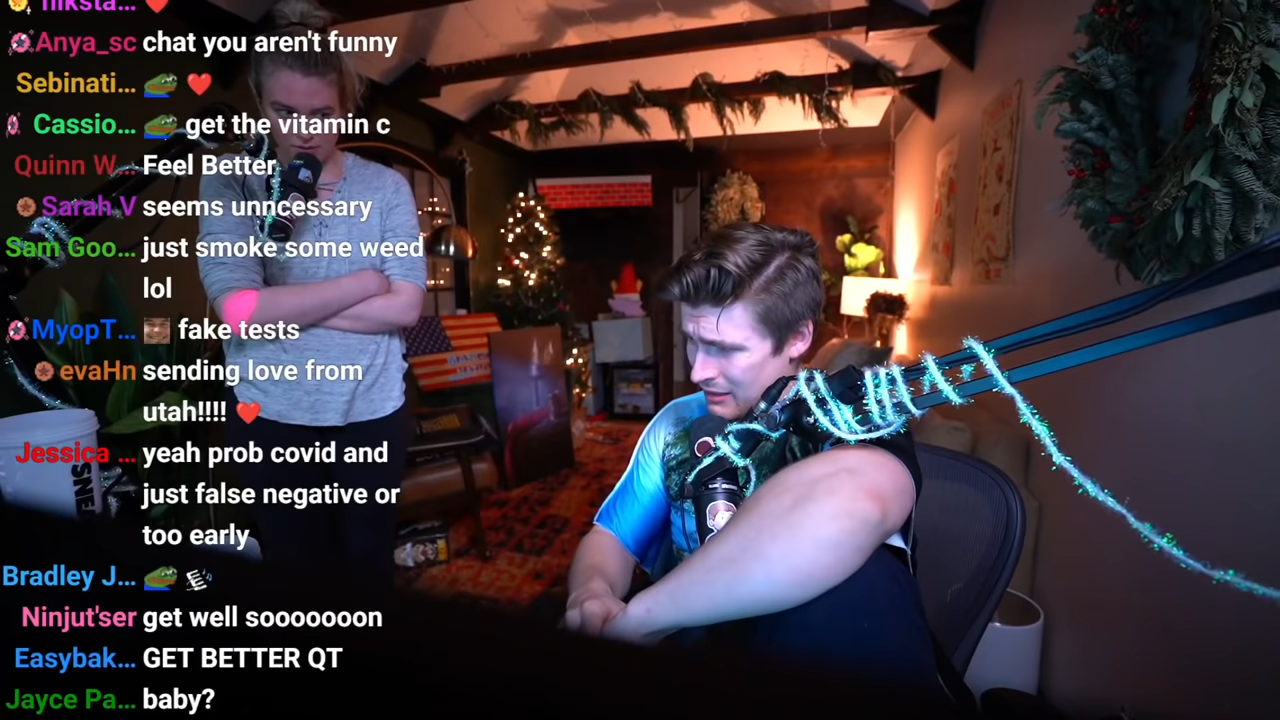 Anya_sc chat you aren't funny
Sebinati…
Cassio… get the vitamin c
Quinn W… Feel Better
Sarah V seems unncessary
Sam Goo… just smoke some weed
lol
MyopT… fake tests
evaHn sending love from
utah!!!!
Jessica … yeah prob covid and
just false negative or
too early
Bradley J…
Ninjut'ser get well sooooooon
Easybak… GET BETTER QT
Jayce Pa… baby?